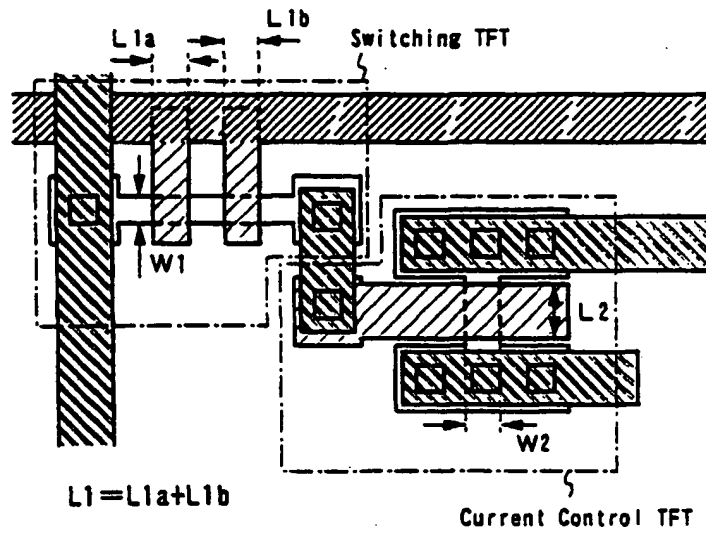 L1b
L1a
Switching TFT
W1
L2
W2
L1=L1a+L1b
Current Control TFT